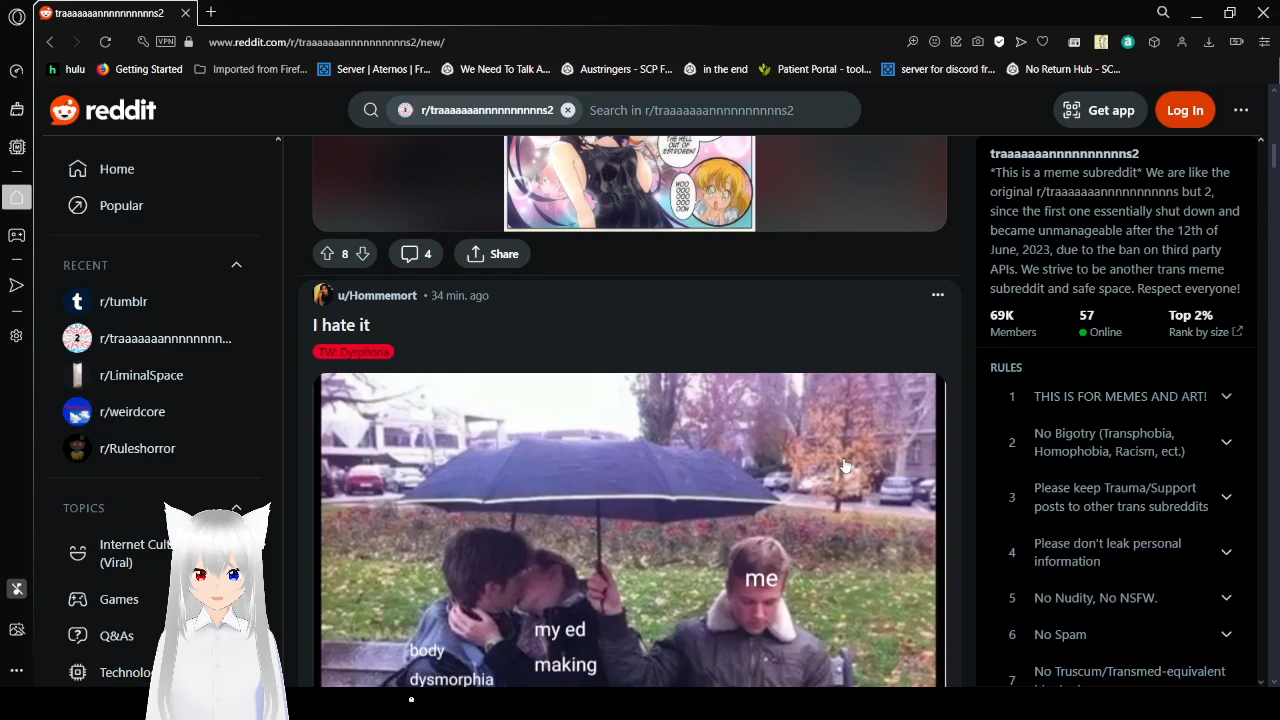 traaaaaaannnnnnnnnns2
VPN
www.reddit.com/r/traaaaaaannnnnnnnnns2/new/
hulu
Getting Started
Imported from Firef...
Server | Aternos | Fr...
We Need To Talk A...
Austringers - SCP F...
in the end
Patient Portal - tool...
server for discord fr...
No Return Hub - SC...
reddit
r/traaaaaaannnnnnnnnns2
Search in r/traaaaaaannnnnnnnnns2
Get app
Log In
Home
Popular
RECENT
r/tumblr
r/traaaaaaannnnnnn...
r/LiminalSpace
r/weirdcore
r/Ruleshorror
TOPICS
Internet Cul
(Viral)
Games
Q&As
Technolo
THE HELL
OUT OF
ESTROGEN!
8
4
Share
u/Hommemort • 34 min. ago
I hate it
TW: Dysphoria
me
my ed
making
body
dysmorphia
traaaaaaannnnnnnnnns2
*This is a meme subreddit* We are like the
original r/traaaaaaannnnnnnnnns but 2,
since the first one essentially shut down and
became unmanageable after the 12th of
June, 2023, due to the ban on third party
APIs. We strive to be another trans meme
subreddit and safe space. Respect everyone!
69K
Members
57
Online
Top 2%
Rank by size
RULES
1 THIS IS FOR MEMES AND ART!
2 No Bigotry (Transphobia,
Homophobia, Racism, ect.)
3 Please keep Trauma/Support
posts to other trans subreddits
4 Please don't leak personal
information
5 No Nudity, No NSFW.
6 No Spam
7 No Truscum/Transmed-equivalent